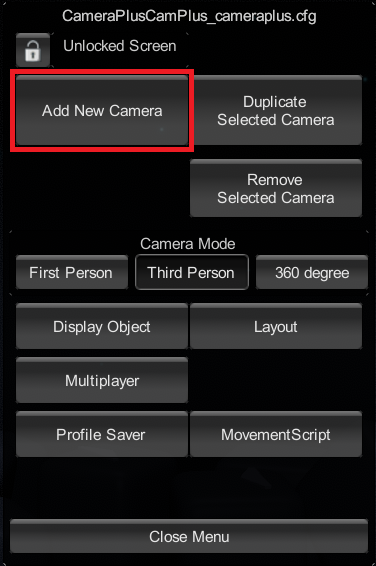 CameraPlusCamPlus_cameraplus.cfg
Unlocked Screen
Add New Camera
Duplicate
Selected Camera
Remove
Selected Camera
Camera Mode
First Person
Third Person
360 degree
Display Object
Layout
Multiplayer
Profile Saver
MovementScript
Close Menu